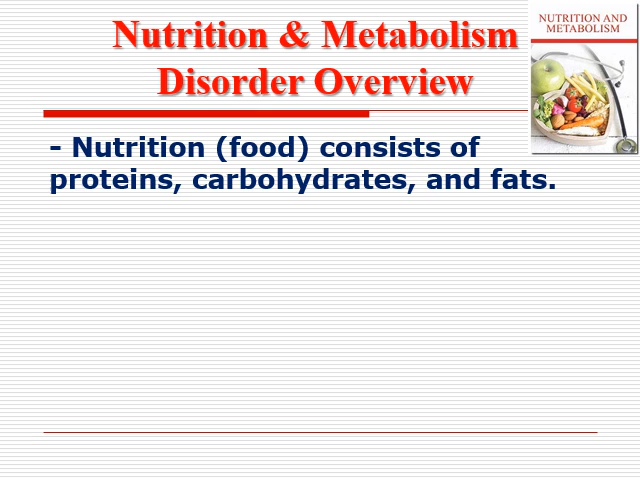 Nutrition & Metabolism
Disorder Overview
NUTRITION AND
METABOLISM
- Nutrition (food) consists of
proteins, carbohydrates, and fats.